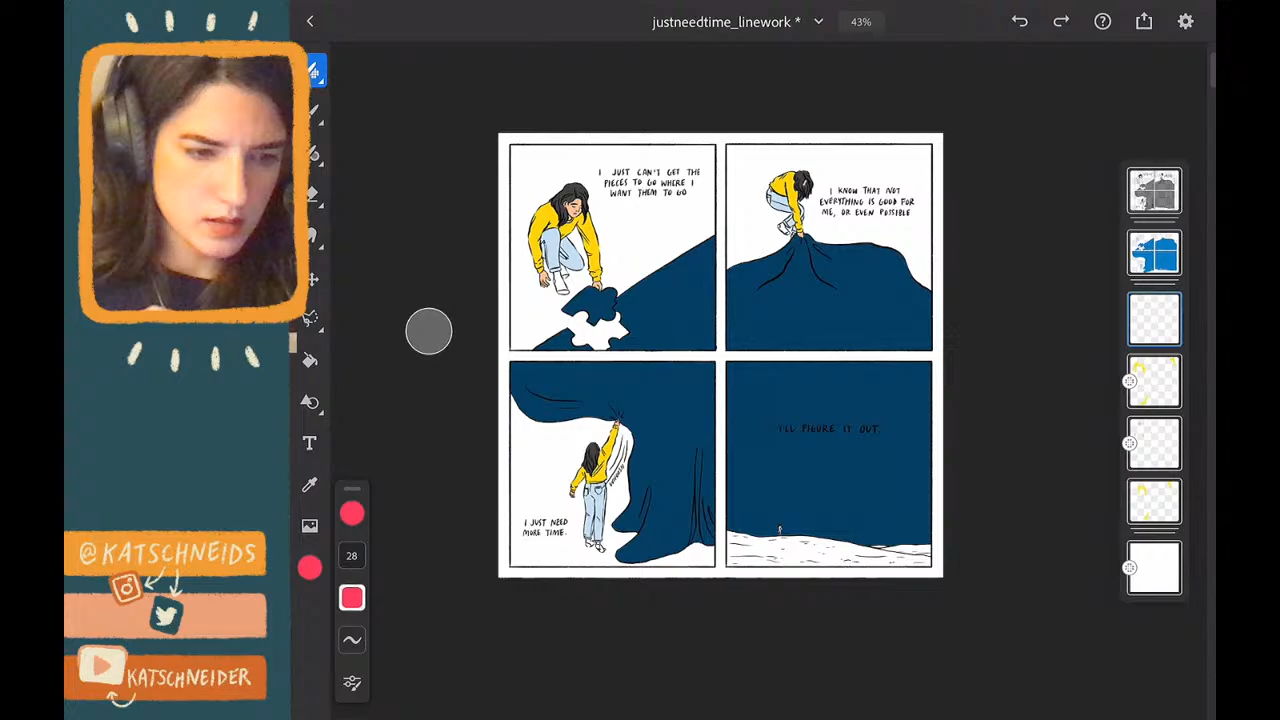 justneedtime_linework *
43%
I JUST CAN'T GET THE
PIECES TO GO WHERE I
WANT THEM TO GO
I KNOW THAT NOT
EVERYTHING IS GOOD FOR
ME, OR EVEN POSSIBLE
I JUST NEED
MORE TIME.
I'LL FIGURE IT OUT.
28
T
@KATSCHNEIDS
KATSCHNEIDER